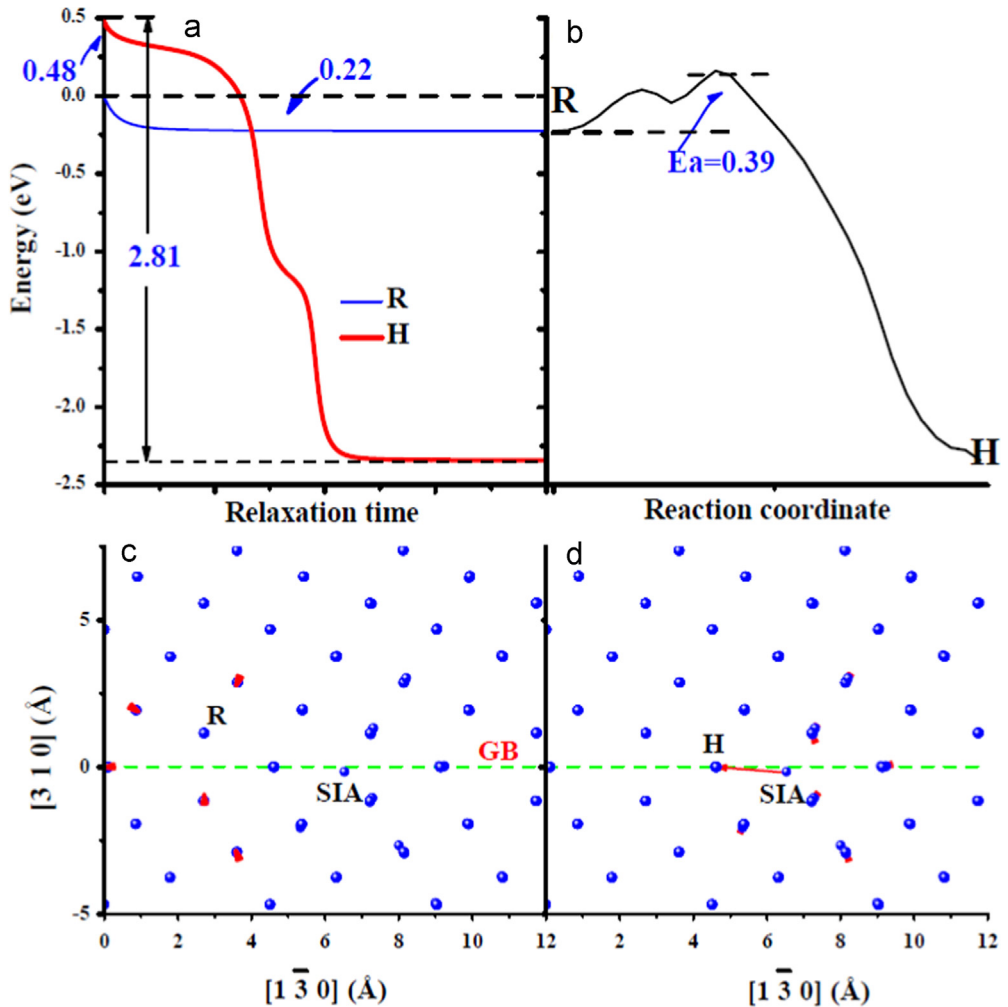 a
b
0.5
0.0
-0.5
-1.0
-1.5
-2.0
-2.5
Energy (eV)
0.48
0.22
2.81
R
H
Relaxation time
R
Ea=0.39
H
Reaction coordinate
c
d
5
0
-5
[3 1 0] (Å)
R
SIA
GB
H
SIA
0 2 4 6 8 10 12 2 4 6 8 10 12
[1 3̅ 0] (Å)
[1 3̅ 0] (Å)